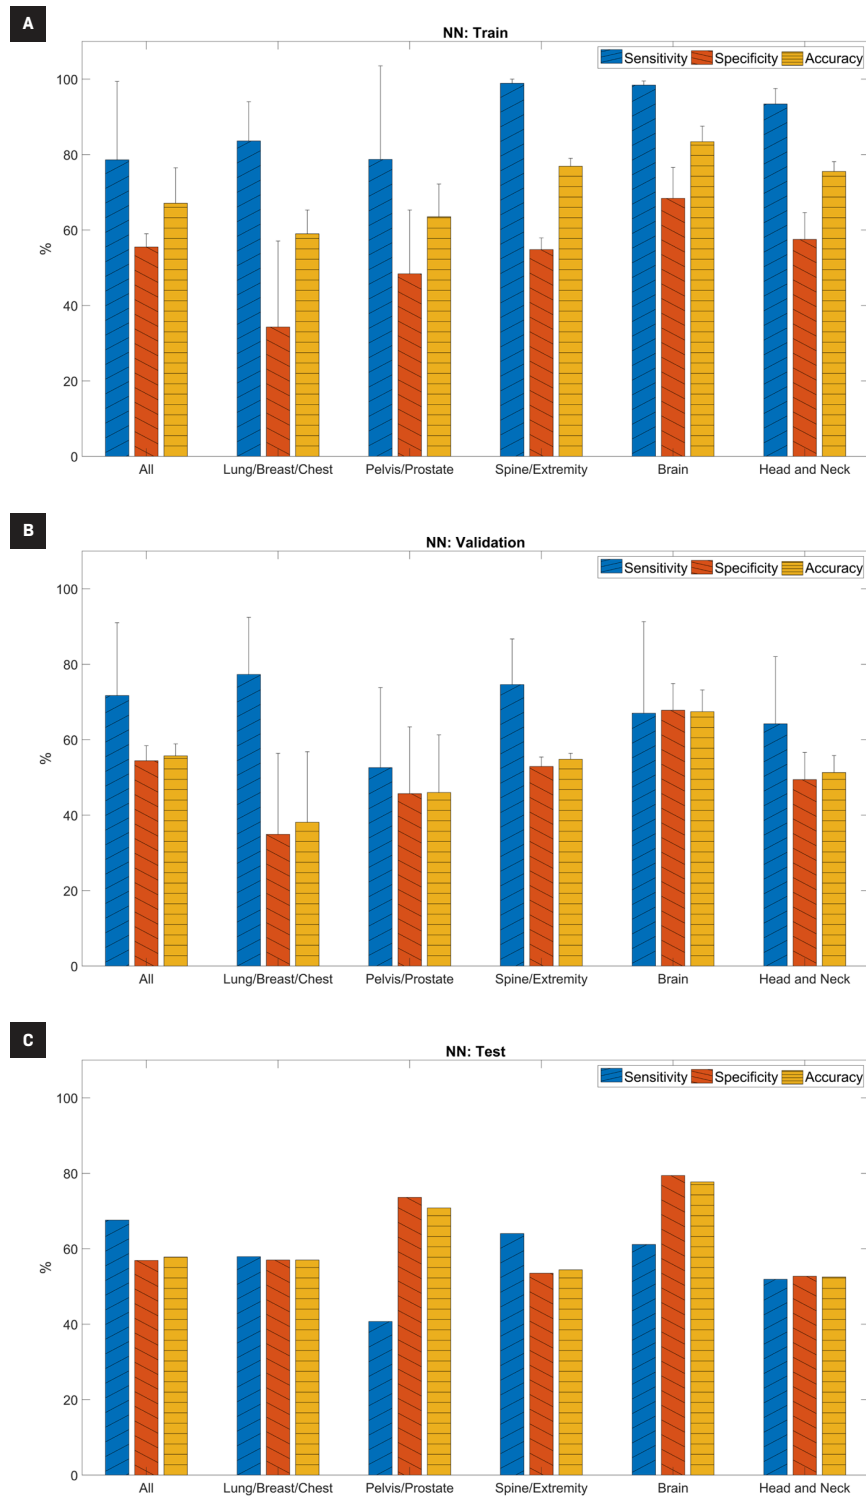 A
NN: Train
Sensitivity Specificity Accuracy
100
80
60
40
20
0
%
All Lung/Breast/Chest Pelvis/Prostate Spine/Extremity Brain Head and Neck
B
NN: Validation
Sensitivity Specificity Accuracy
100
80
60
40
20
0
%
All Lung/Breast/Chest Pelvis/Prostate Spine/Extremity Brain Head and Neck
C
NN: Test
Sensitivity Specificity Accuracy
100
80
60
40
20
0
%
All Lung/Breast/Chest Pelvis/Prostate Spine/Extremity Brain Head and Neck